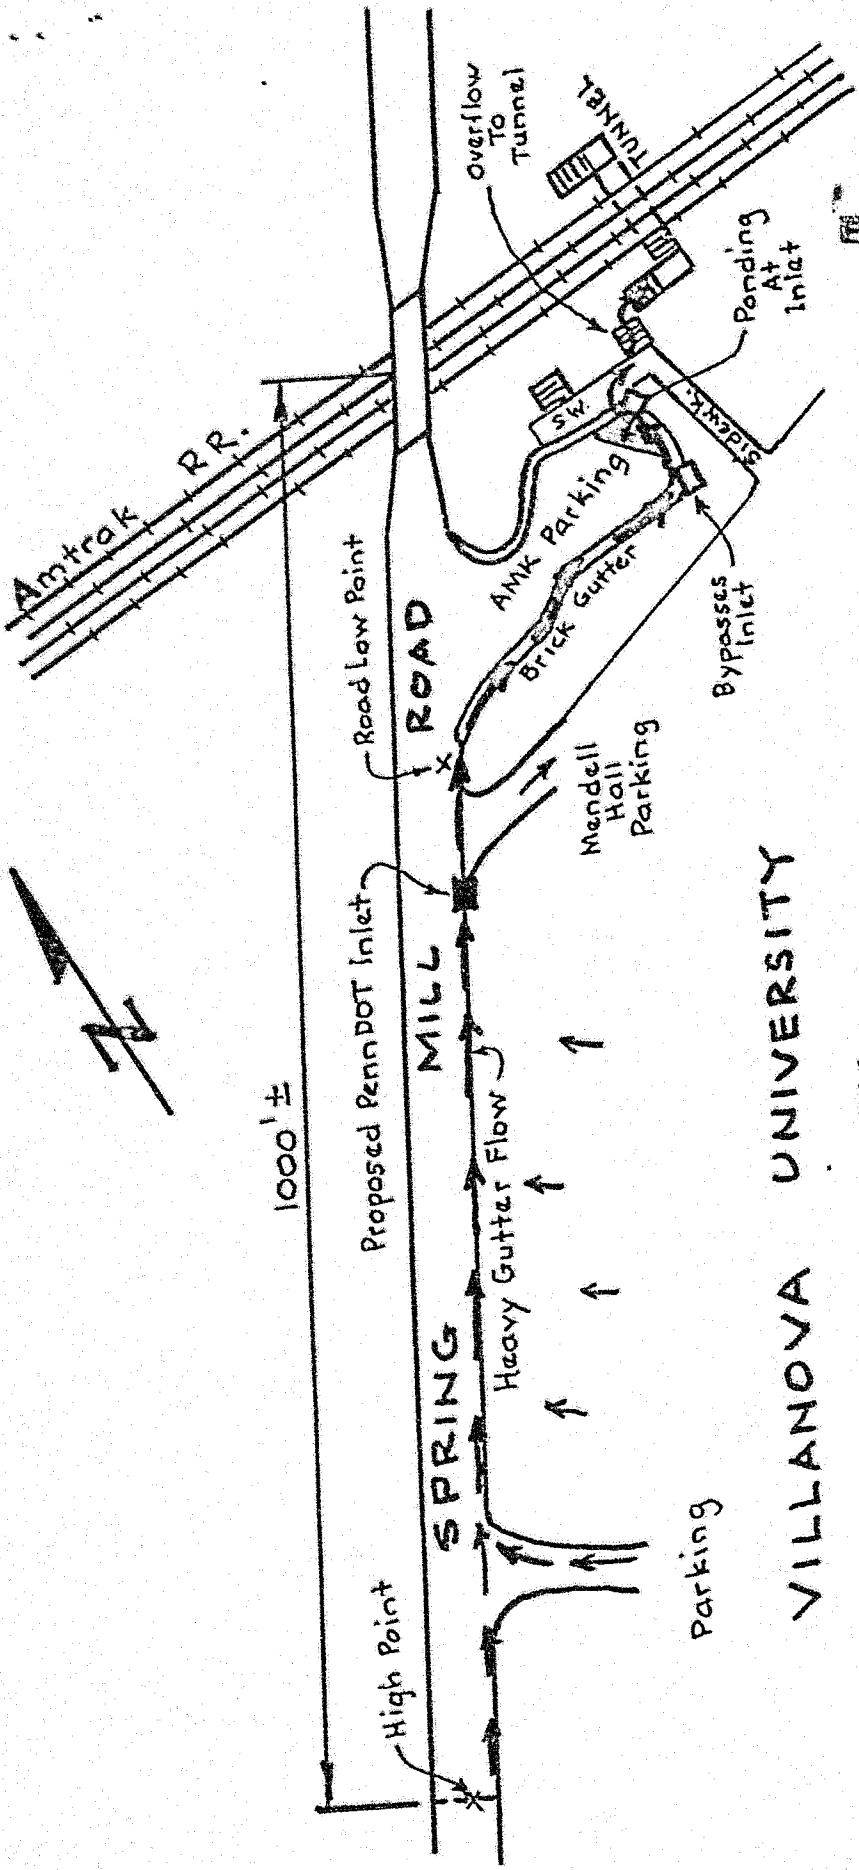 Amtrak RR.
1000'±
High Point
Proposed PennDOT Inlet
Road Low Point
SPRING MILL ROAD
Heavy Gutter Flow
Parking
Mendell
Hall
Parking
Brick Gutter
AMK Parking
S.W.
Bypasses
Inlet
Sidewk.
Overflow
To
Tunnel
TUNNEL
Ponding
At
Inlet
VILLANOVA UNIVERSITY
N